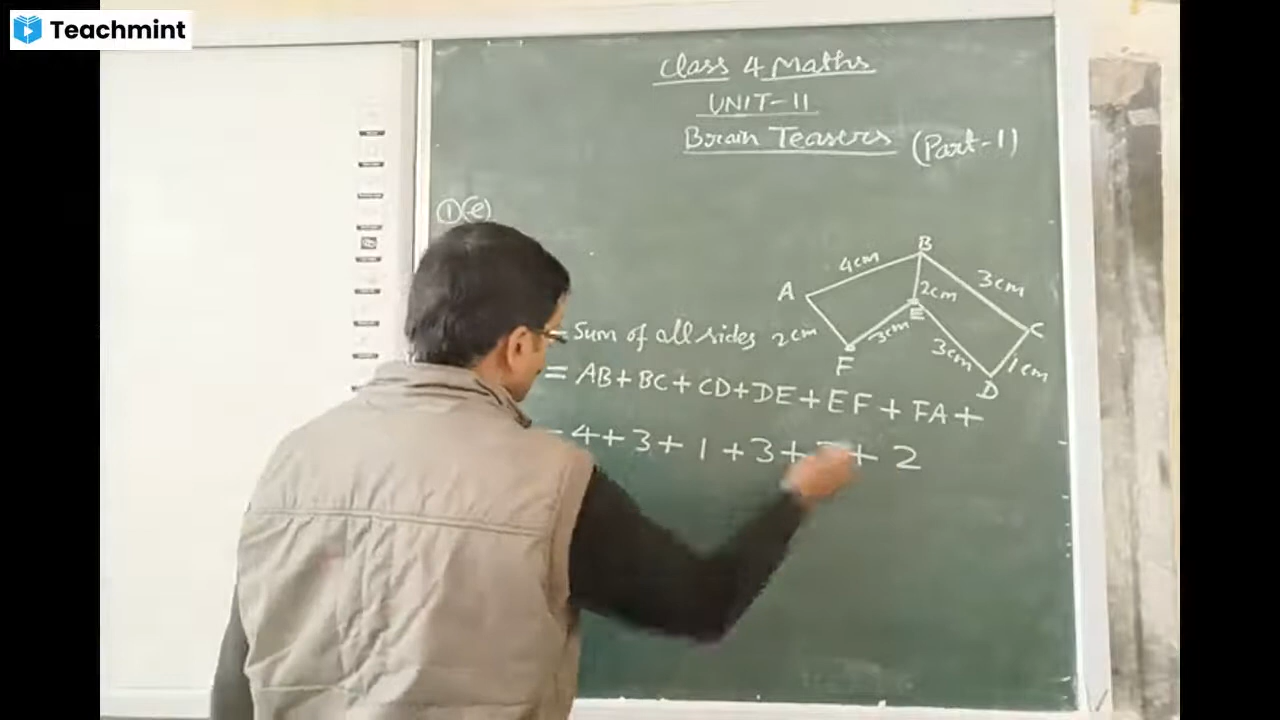 Teachmint
Class 4 Maths
UNIT-11
Brain Teasers (Part-1)
①(e)
B
4cm
3cm
A
2cm
E
C
= Sum of all sides
2cm
3cm
3cm
1cm
F
D
= AB+BC+CD+DE+EF+FA+
4+3+1+3+ + 2